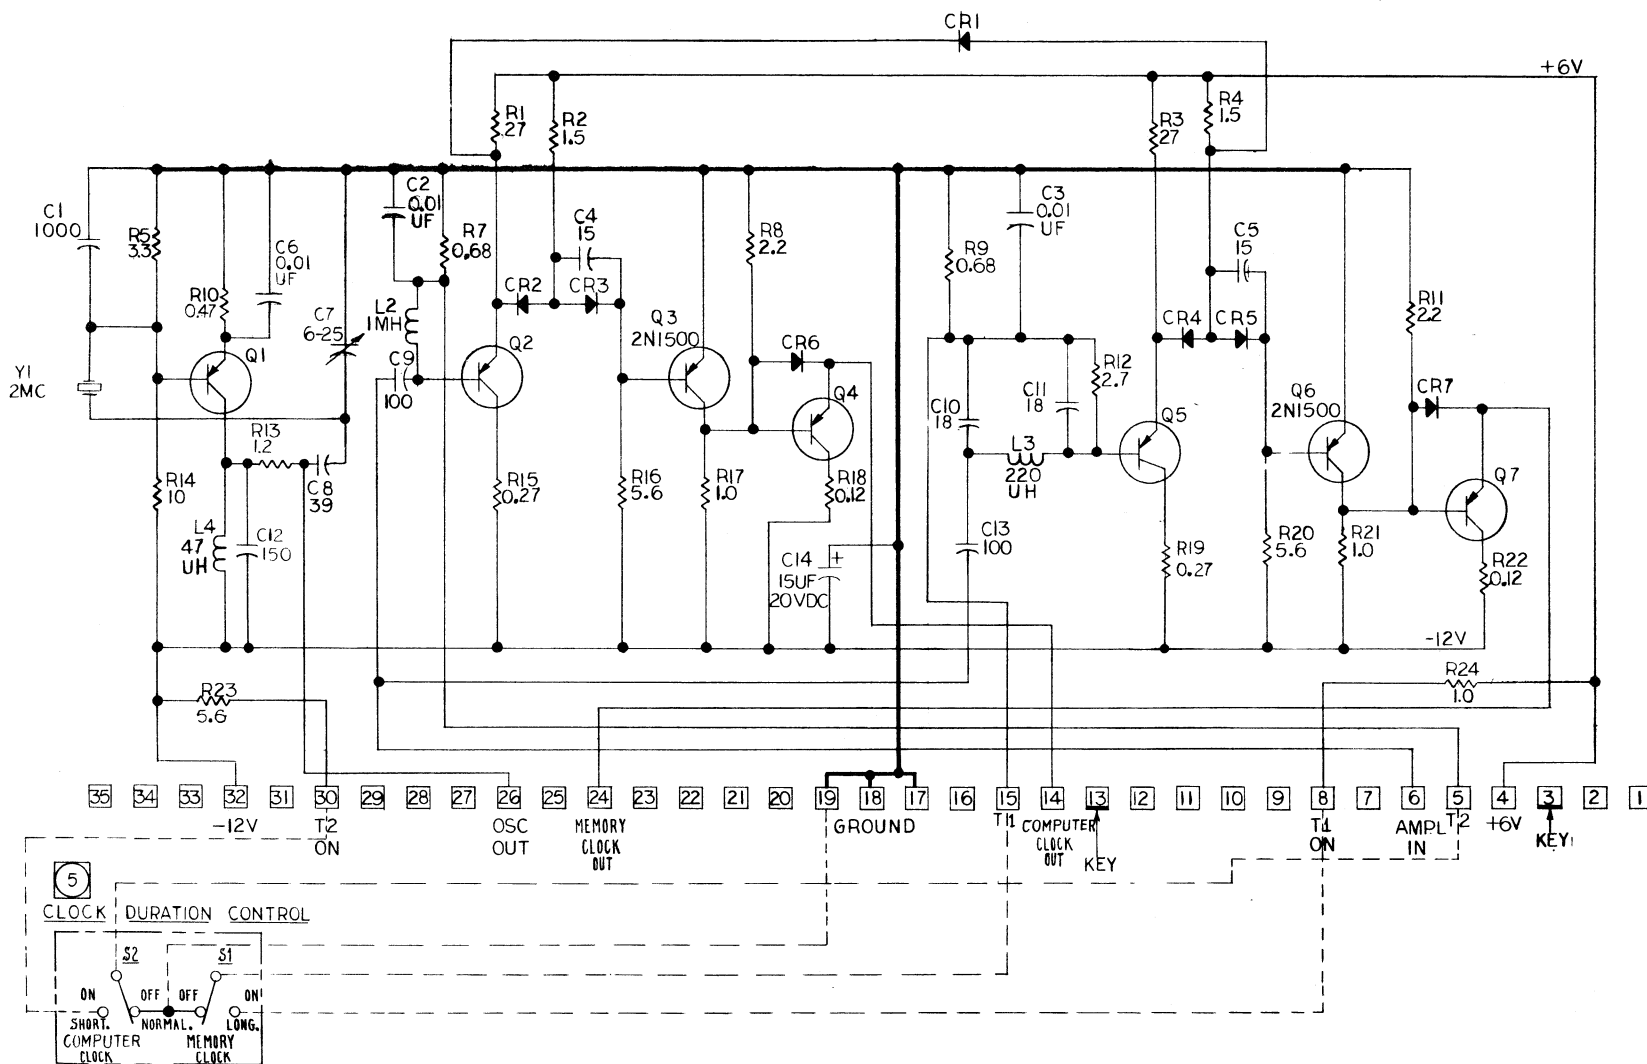 CR1
+6V
R1
27
R2
1.5
R3
27
R4
1.5
C1
1000
R5
3.3
C6
0.01
UF
R10
0.47
C7
6-25
C2
0.01
UF
R7
0.68
L2
1MH
C9
100
C4
15
CR2
CR3
R8
2.2
Q3
2N1500
CR6
C3
0.01
UF
R9
0.68
C5
15
CR4
CR5
R11
2.2
Y1
2MC
Q1
Q2
Q4
C10
18
C11
18
R12
2.7
Q5
Q6
2N1500
CR7
Q7
R13
1.2
C8
39
R14
10
L4
47
UH
C12
150
R15
0.27
R16
5.6
R17
1.0
R18
0.12
L3
220
UH
C13
100
C14
15UF
20VDC
+
R19
0.27
R20
5.6
R21
1.0
R22
0.12
-12V
R23
5.6
R24
1.0
35 34 33 32 31 30 29 28 27 26 25 24 23 22 21 20 19 18 17 16 15 14 13 12 11 10 9 8 7 6 5 4 3 2 1
-12V
T2
ON
OSC
OUT
MEMORY
CLOCK
OUT
GROUND
T1
COMPUTER
CLOCK
OUT
KEY
T1
ON
AMPL
IN
T2
+6V
KEY
5
CLOCK DURATION CONTROL
S2 S1
ON OFF OFF ON
SHORT. NORMAL. LONG.
COMPUTER
CLOCK
MEMORY
CLOCK